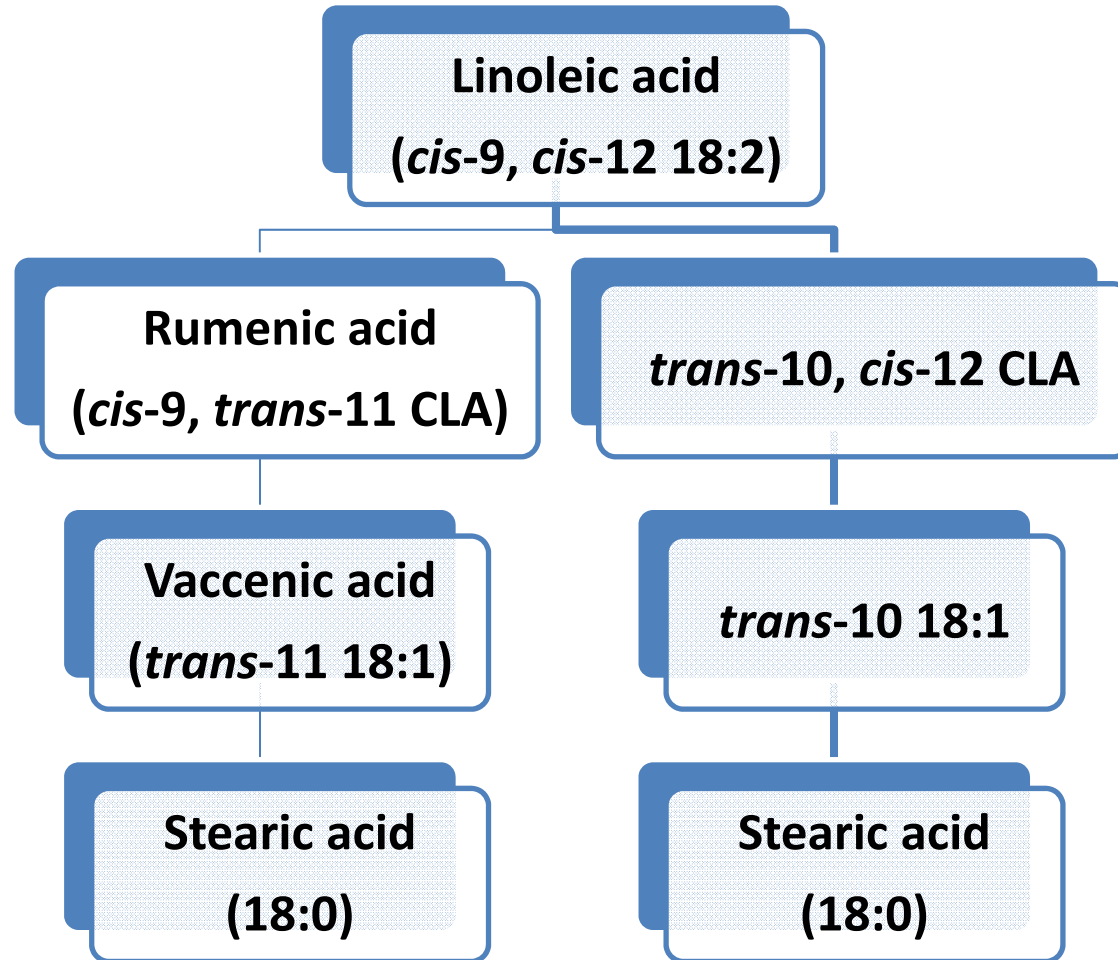 Linoleic acid
(cis-9, cis-12 18:2)
Rumenic acid
(cis-9, trans-11 CLA)
trans-10, cis-12 CLA
Vaccenic acid
(trans-11 18:1)
trans-10 18:1
Stearic acid
(18:0)
Stearic acid
(18:0)